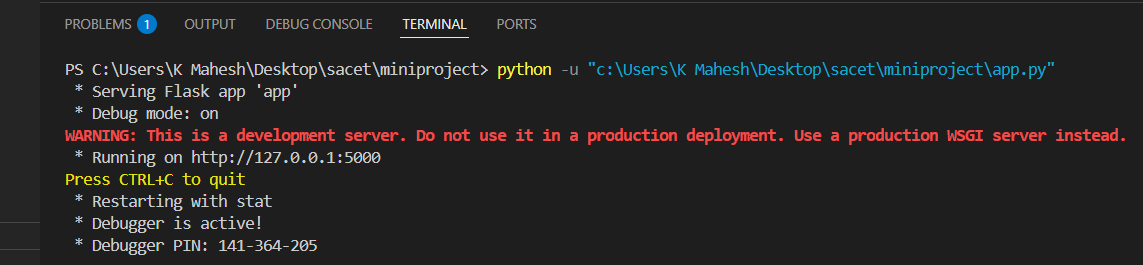 PROBLEMS 1 OUTPUT DEBUG CONSOLE TERMINAL PORTS
PS C:\Users\K Mahesh\Desktop\sacet\miniproject> python -u "c:\Users\K Mahesh\Desktop\sacet\miniproject\app.py"
 * Serving Flask app 'app'
 * Debug mode: on
WARNING: This is a development server. Do not use it in a production deployment. Use a production WSGI server instead.
 * Running on http://127.0.0.1:5000
Press CTRL+C to quit
 * Restarting with stat
 * Debugger is active!
 * Debugger PIN: 141-364-205